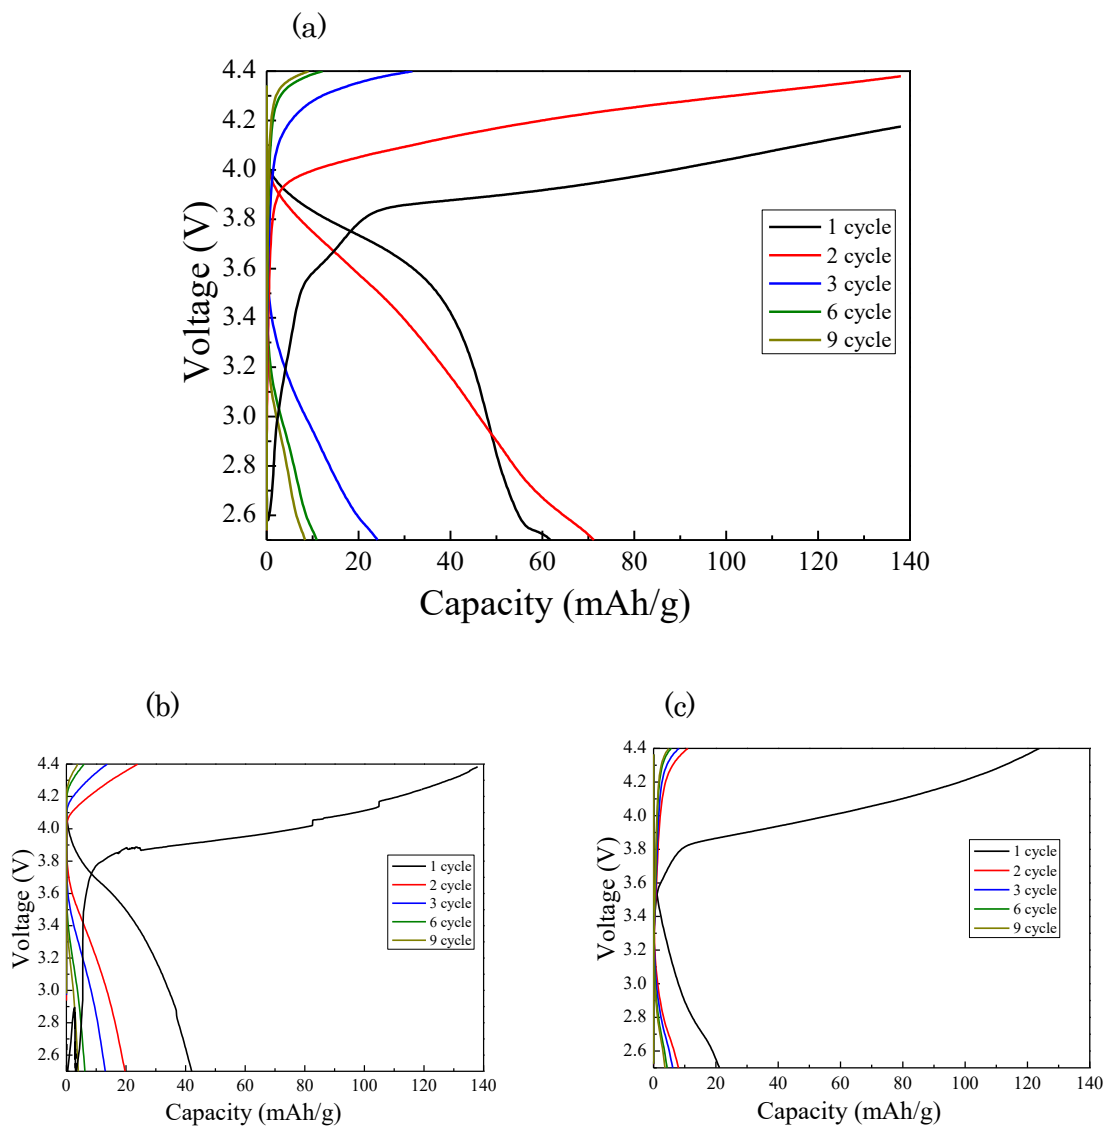 (a)
4.4
4.2
4.0
3.8
3.6
3.4
3.2
3.0
2.8
2.6
Voltage (V)
1 cycle
2 cycle
3 cycle
6 cycle
9 cycle
0 20 40 60 80 100 120 140
Capacity (mAh/g)
(b)
4.4
4.2
4.0
3.8
3.6
3.4
3.2
3.0
2.8
2.6
Voltage (V)
1 cycle
2 cycle
3 cycle
6 cycle
9 cycle
0 20 40 60 80 100 120 140
Capacity (mAh/g)
(c)
4.4
4.2
4.0
3.8
3.6
3.4
3.2
3.0
2.8
2.6
Voltage (V)
1 cycle
2 cycle
3 cycle
6 cycle
9 cycle
0 20 40 60 80 100 120 140
Capacity (mAh/g)